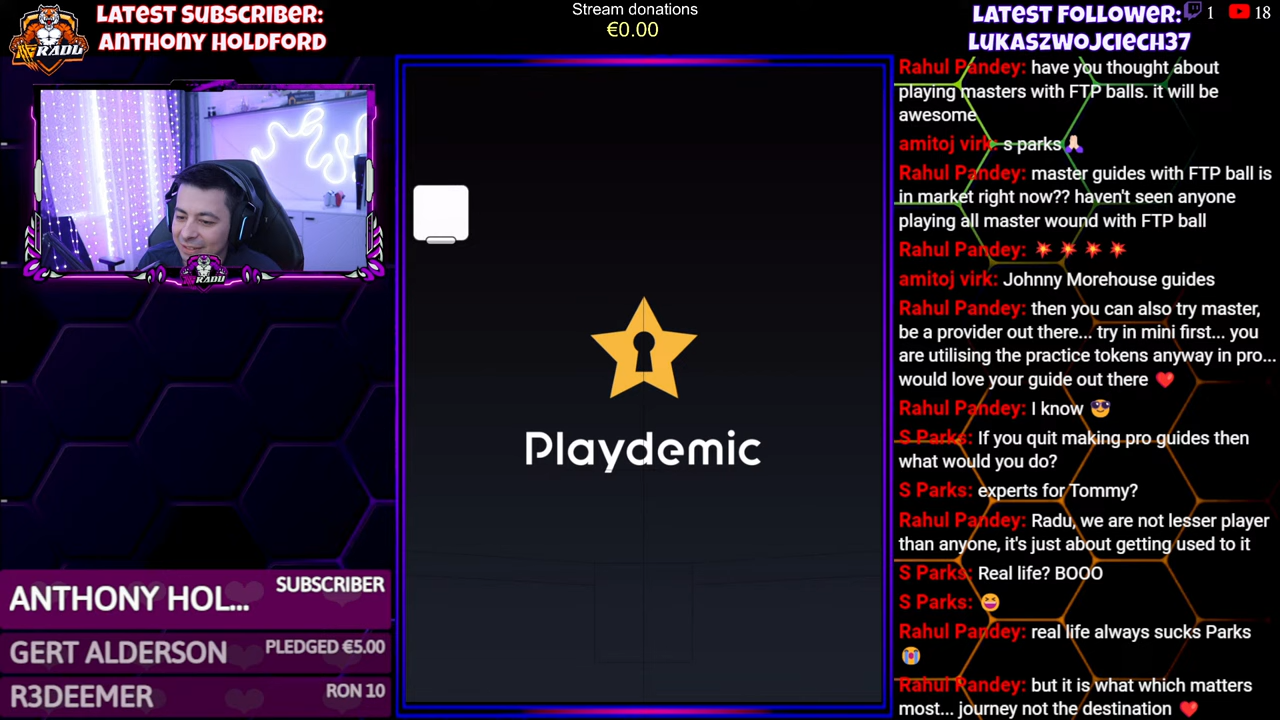 LATEST SUBSCRIBER:
ANTHONY HOLDFORD
RADU
Stream donations
€0.00
LATEST FOLLOWER:
LUKASZWOJCIECH37
1
18
RADU
Playdemic
SUBSCRIBER
ANTHONY HOL...
GERT ALDERSON
PLEDGED €5.00
R3DEEMER
RON 10
Rahul Pandey: have you thought about
playing masters with FTP balls. it will be
awesome
amitoj virk: s parks🙏🏻
Rahul Pandey: master guides with FTP ball is
in market right now?? haven't seen anyone
playing all master wound with FTP ball
Rahul Pandey: 💥 💥 💥 💥
amitoj virk: Johnny Morehouse guides
Rahul Pandey: then you can also try master,
be a provider out there... try in mini first... you
are utilising the practice tokens anyway in pro...
would love your guide out there ❤️
Rahul Pandey: I know 😎
S Parks: If you quit making pro guides then
what would you do?
S Parks: experts for Tommy?
Rahul Pandey: Radu, we are not lesser player
than anyone, it's just about getting used to it
S Parks: Real life? BOOO
S Parks: 😆
Rahul Pandey: real life always sucks Parks
😭
Rahul Pandey: but it is what which matters
most... journey not the destination ❤️